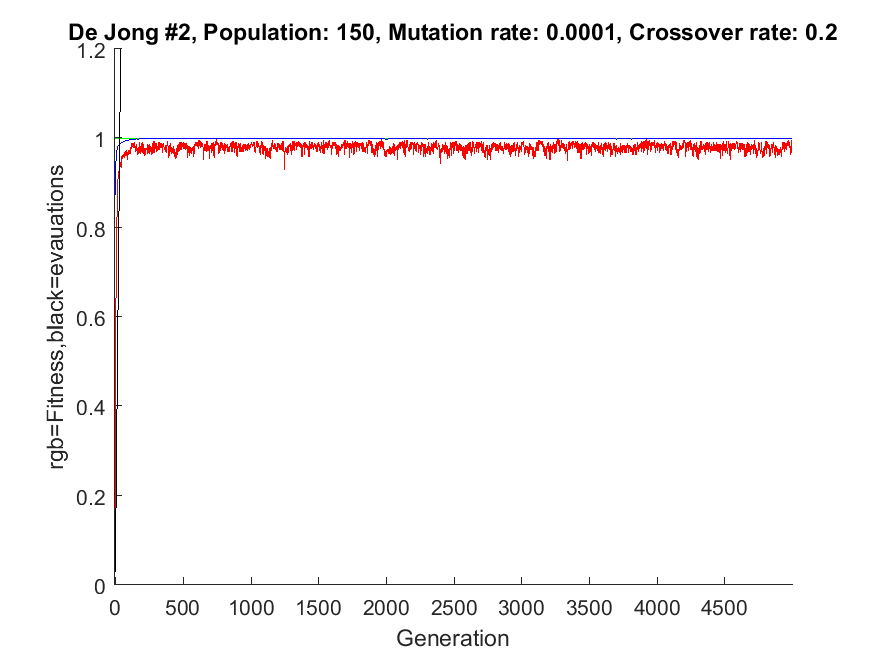 De Jong #2, Population: 150, Mutation rate: 0.0001, Crossover rate: 0.2
1.2
1
0.8
0.6
0.4
0.2
0
rgb=Fitness,black=evauations
0 500 1000 1500 2000 2500 3000 3500 4000 4500
Generation